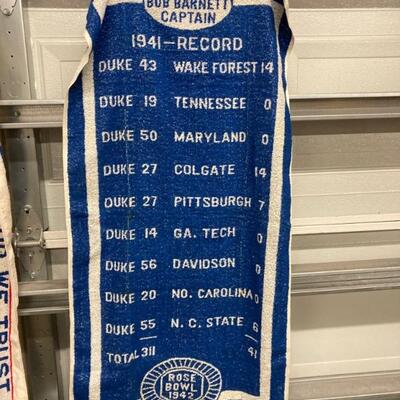 BOB BARNETT
CAPTAIN
1941-RECORD
DUKE 43 WAKE FOREST 14
DUKE 19 TENNESSEE 0
DUKE 50 MARYLAND 0
DUKE 27 COLGATE 14
DUKE 27 PITTSBURGH 7
DUKE 14 GA. TECH 0
DUKE 56 DAVIDSON 0
DUKE 20 NO. CAROLINA 0
DUKE 55 N.C. STATE 6
TOTAL 311 41
ROSE
BOWL
1942
WE TRUST